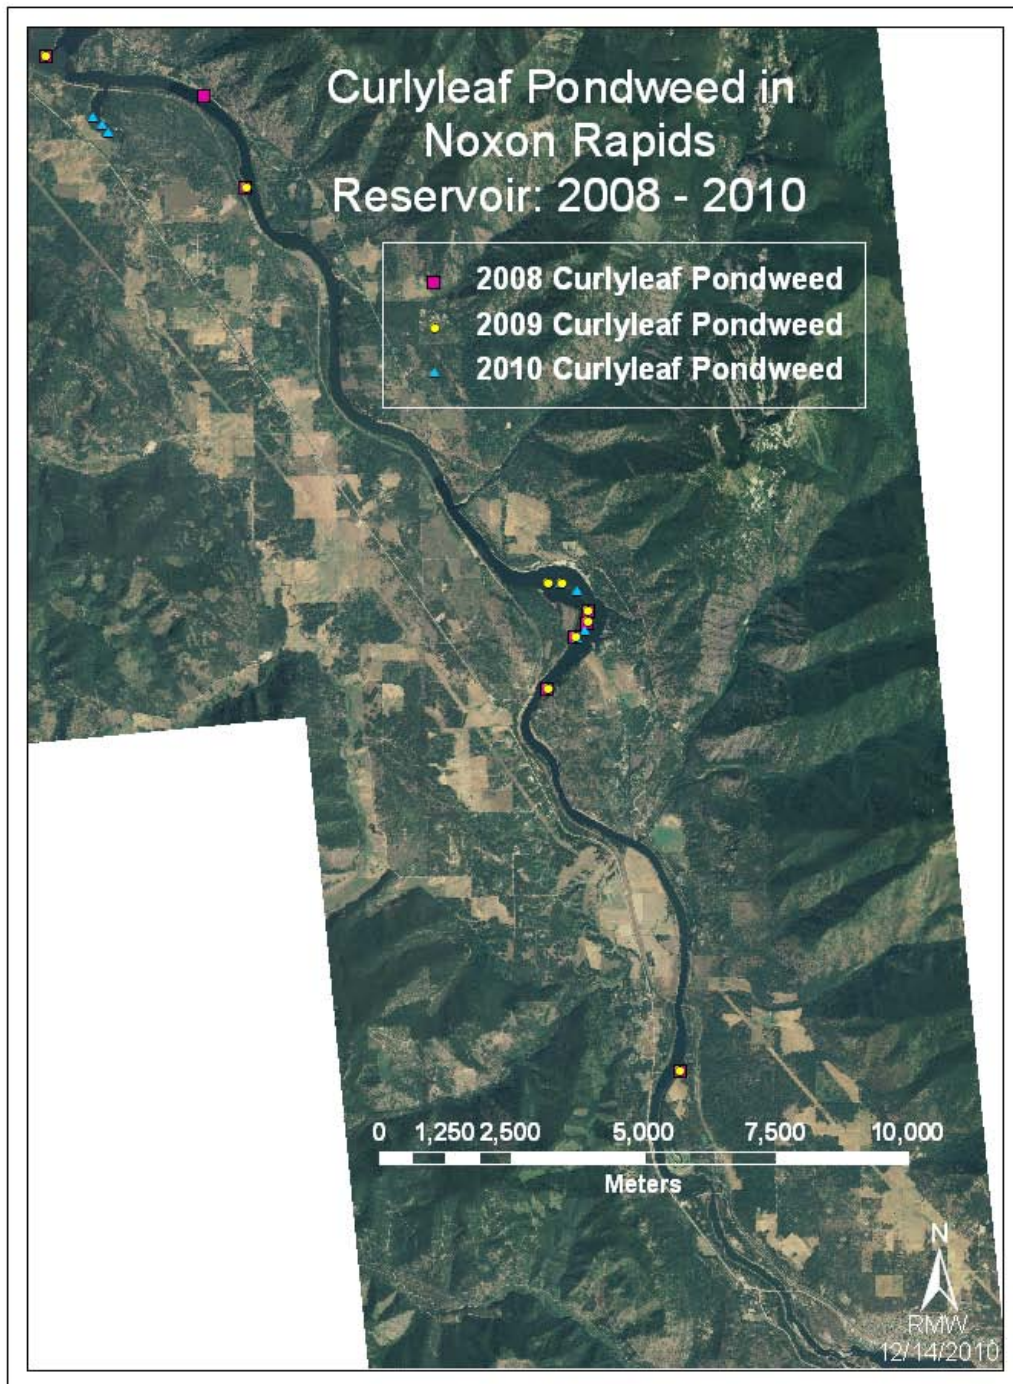 Curlyleaf Pondweed in
Noxon Rapids
Reservoir: 2008 - 2010
2008 Curlyleaf Pondweed
2009 Curlyleaf Pondweed
2010 Curlyleaf Pondweed
0 1,250 2,500 5,000 7,500 10,000
Meters
N
RMW
12/14/2010